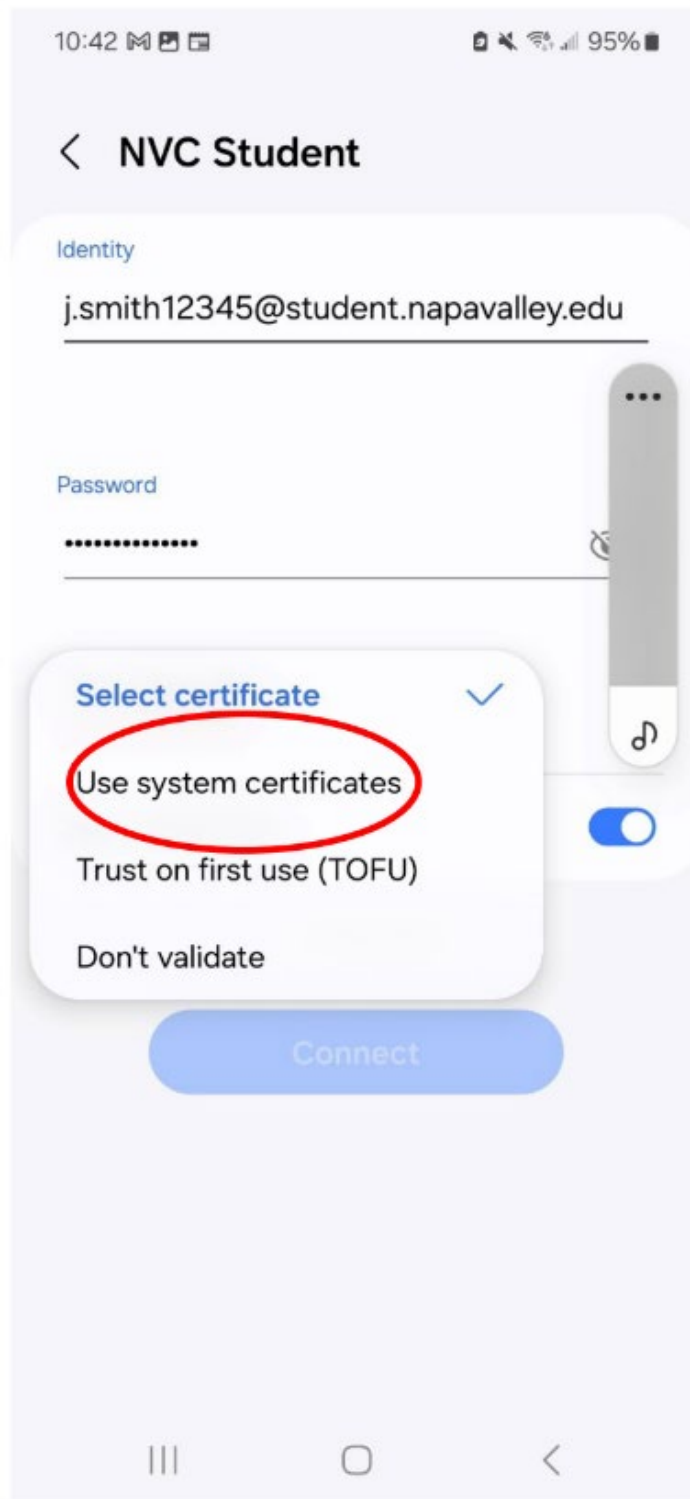 10:42 95%
NVC Student
Identity
j.smith12345@student.napavalley.edu
Password
••••••••••••••
Select certificate
Use system certificates
Trust on first use (TOFU)
Don't validate
Connect